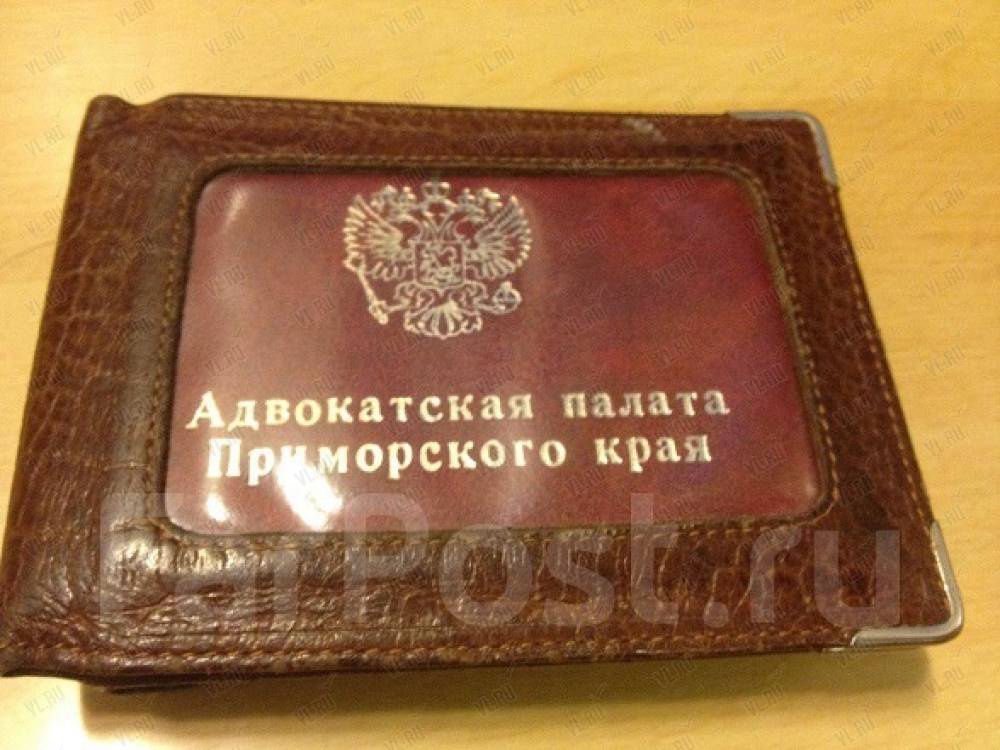 Адвокатская палата
Приморского края
FarPost.ru
VL.RU